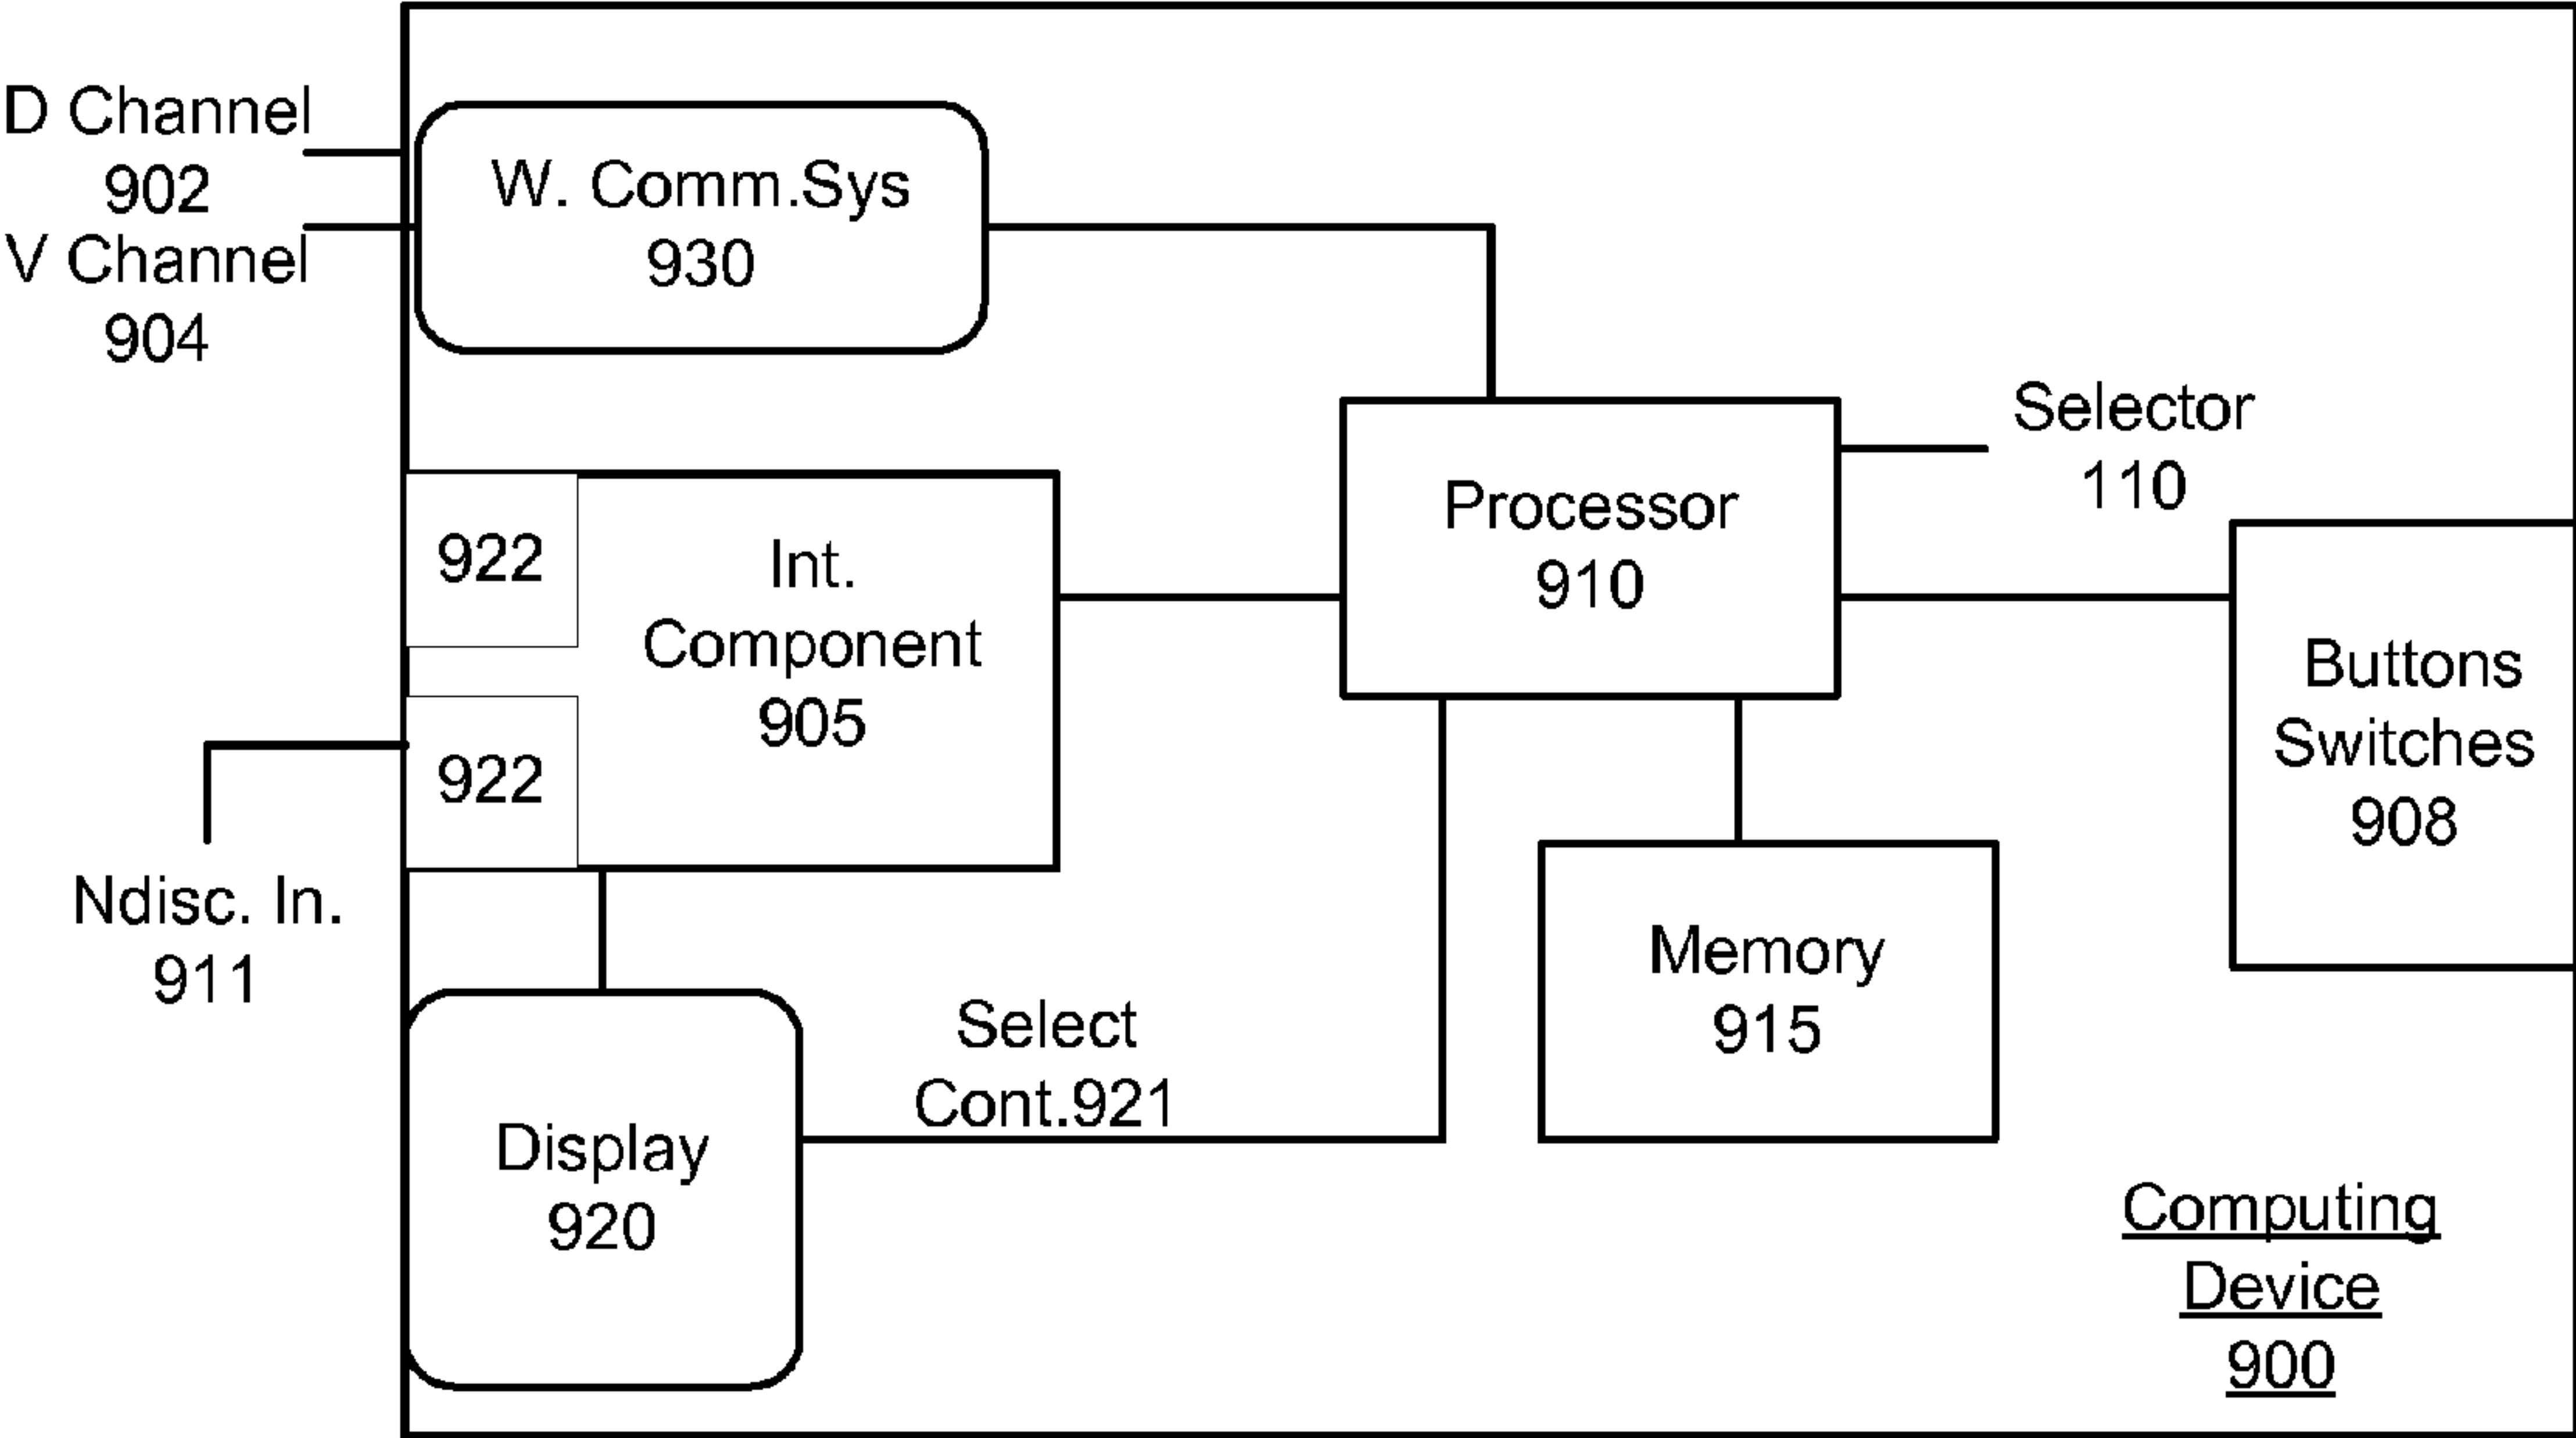 D Channel
902
V Channel
904
W. Comm.Sys
930
Selector
110
Processor
910
922
Int.
Component
905
922
Buttons
Switches
908
Ndisc. In.
911
Memory
915
Select
Cont.921
Display
920
Computing
Device
900